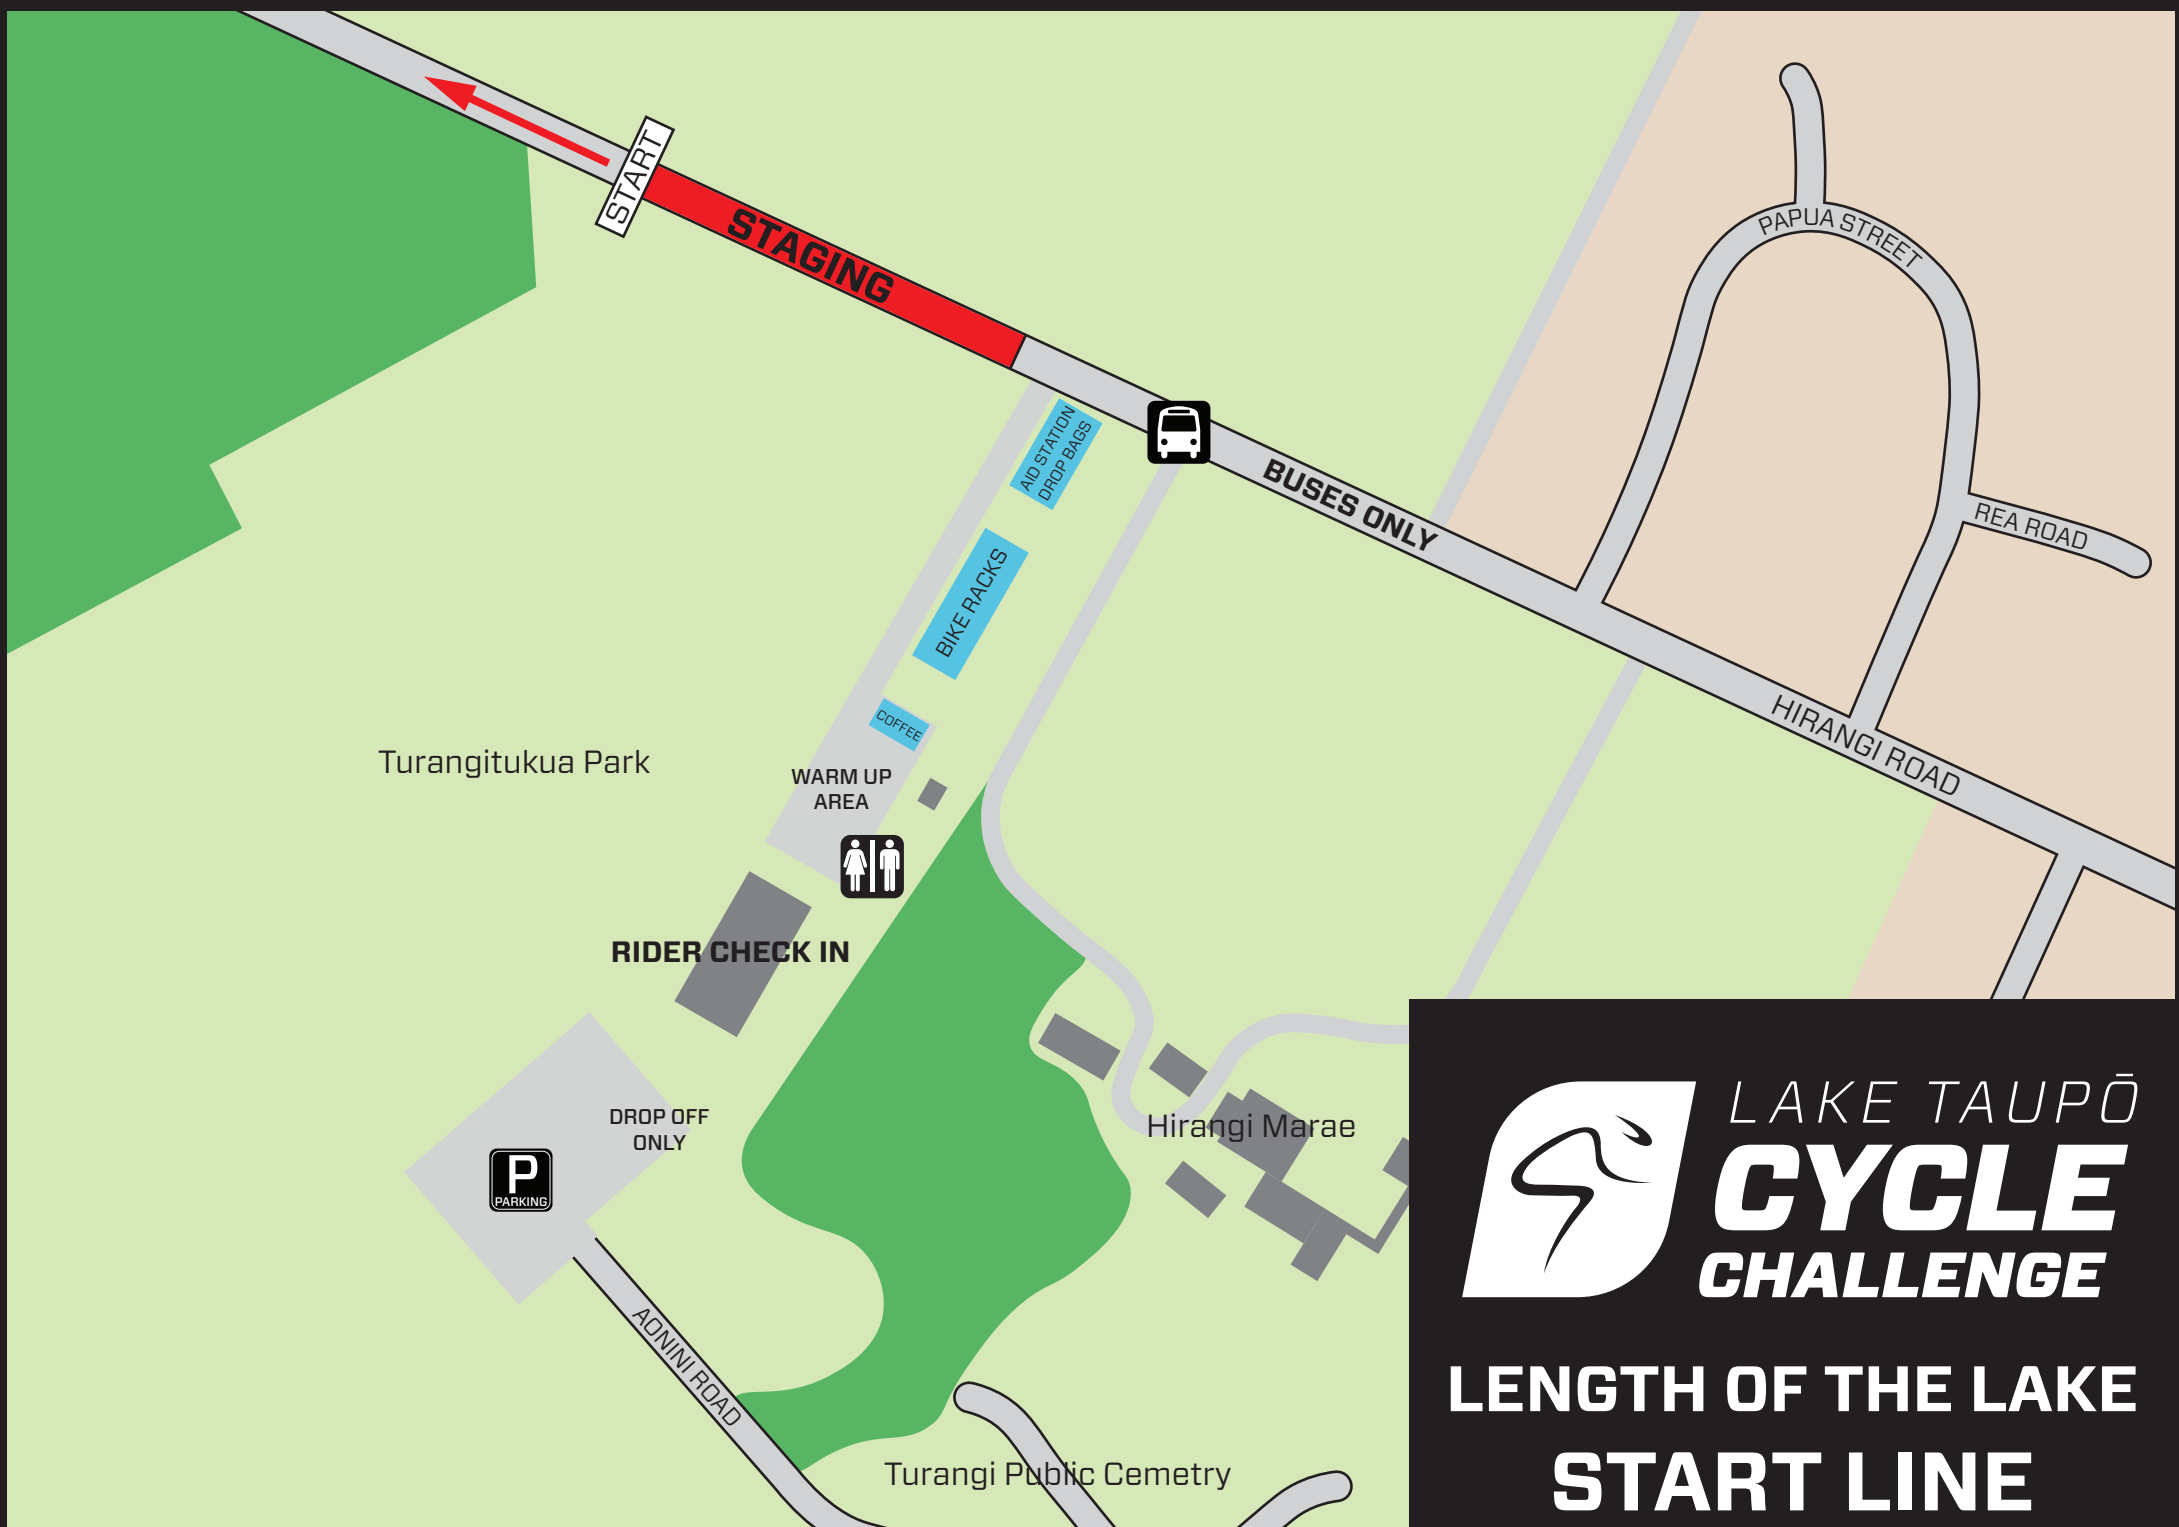 START
STAGING
PAPUA STREET
AID STATION
DROP BAGS
BUSES ONLY
REA ROAD
BIKE RACKS
COFFEE
HIRANGI ROAD
Turangitukua Park
WARM UP
AREA
RIDER CHECK IN
DROP OFF
ONLY
P
PARKING
Hirangi Marae
AONINI ROAD
Turangi Public Cemetry
LAKE TAUPŌ
CYCLE
CHALLENGE
LENGTH OF THE LAKE
START LINE